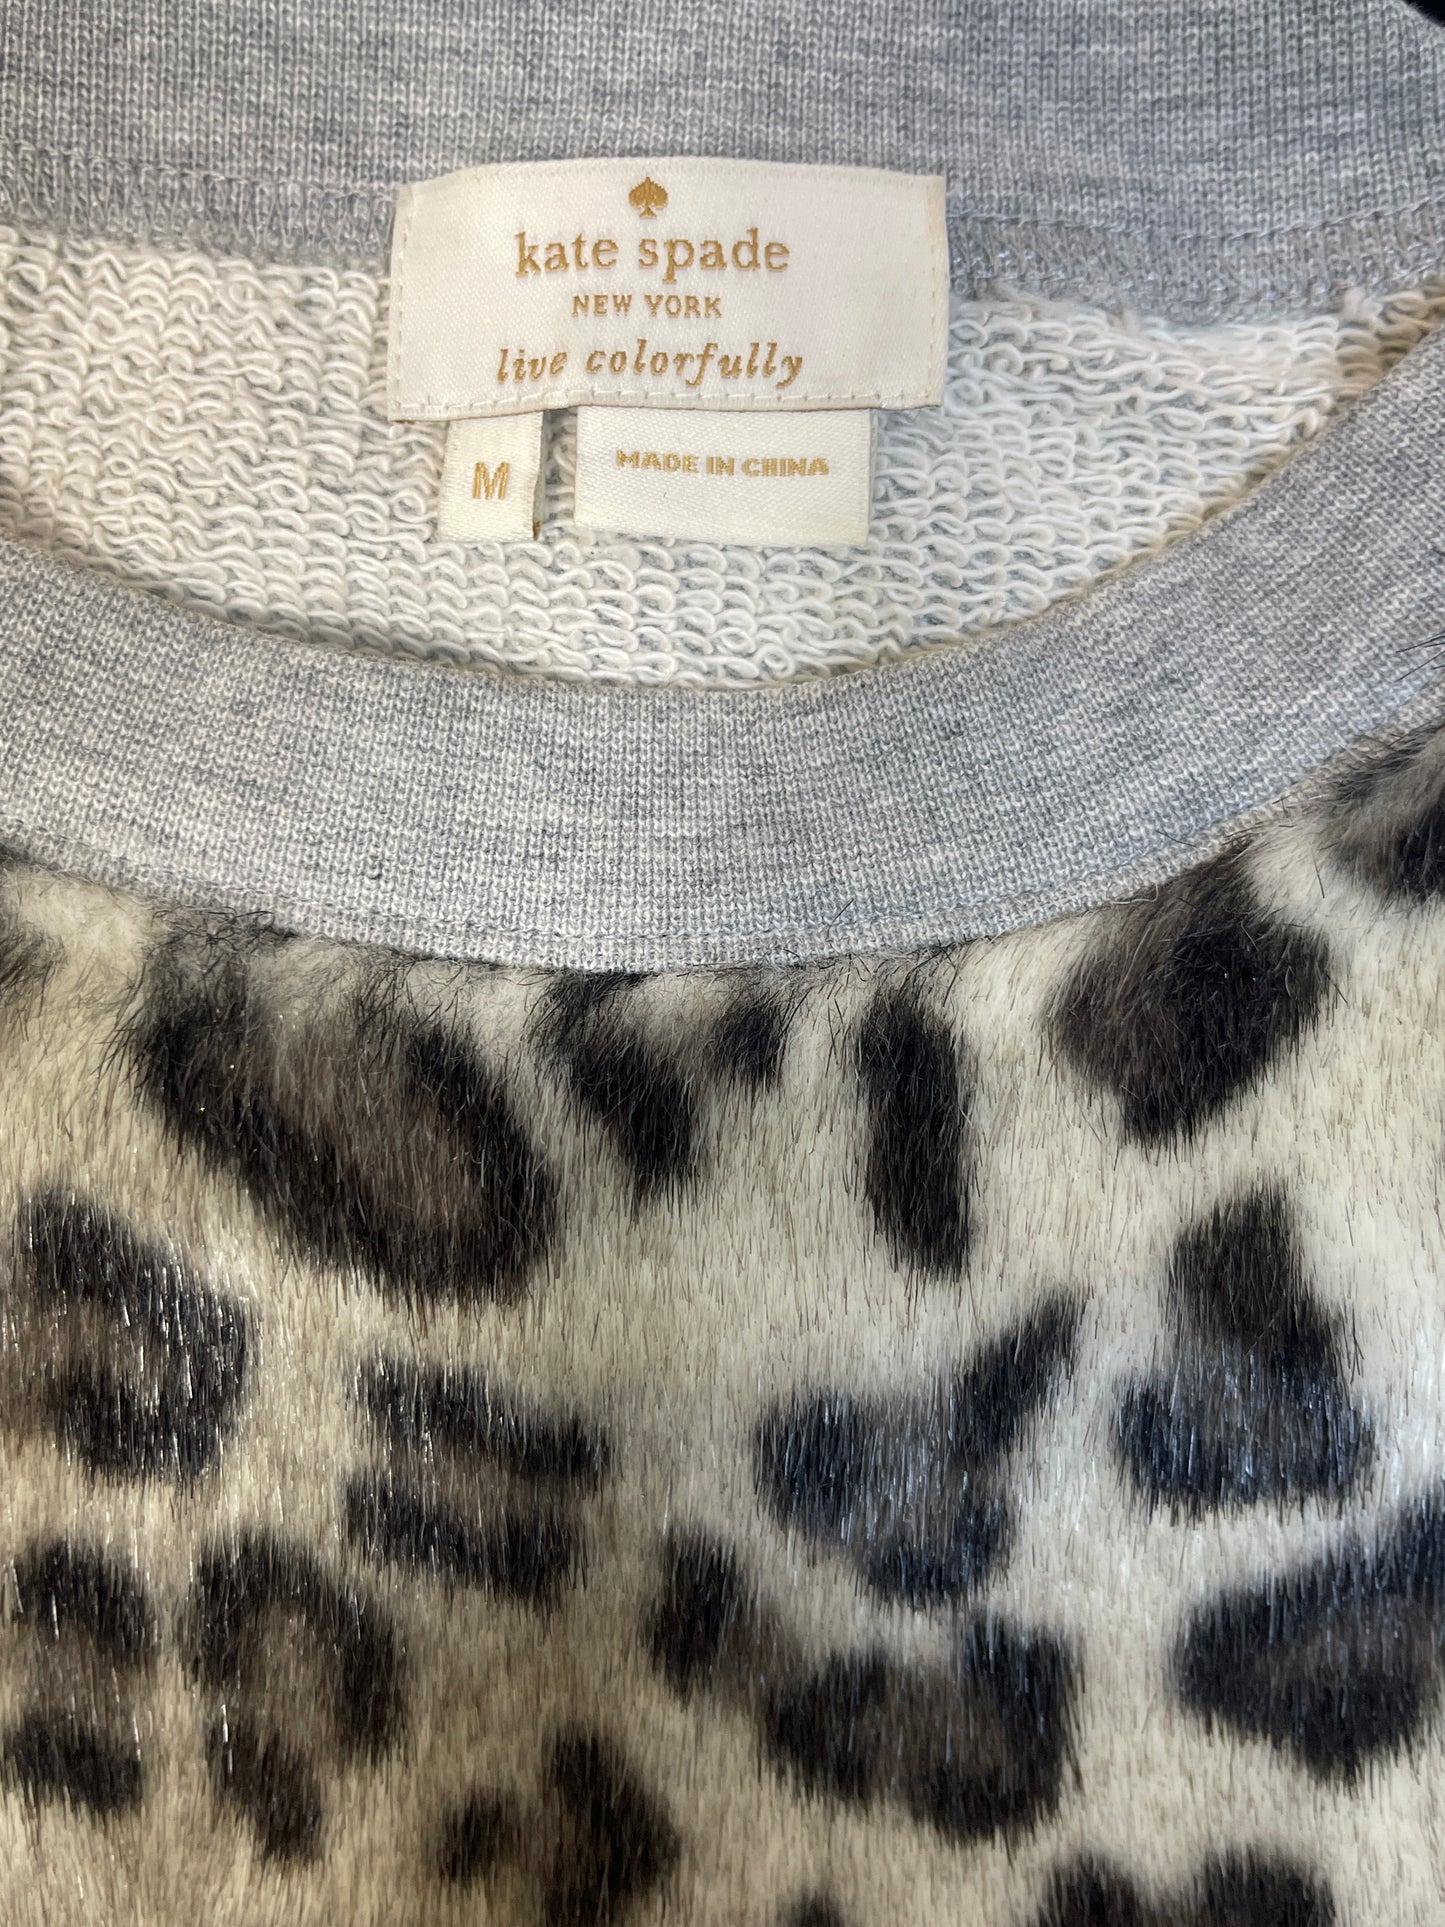 kate spade
NEW YORK
live colorfully
M
MADE IN CHINA